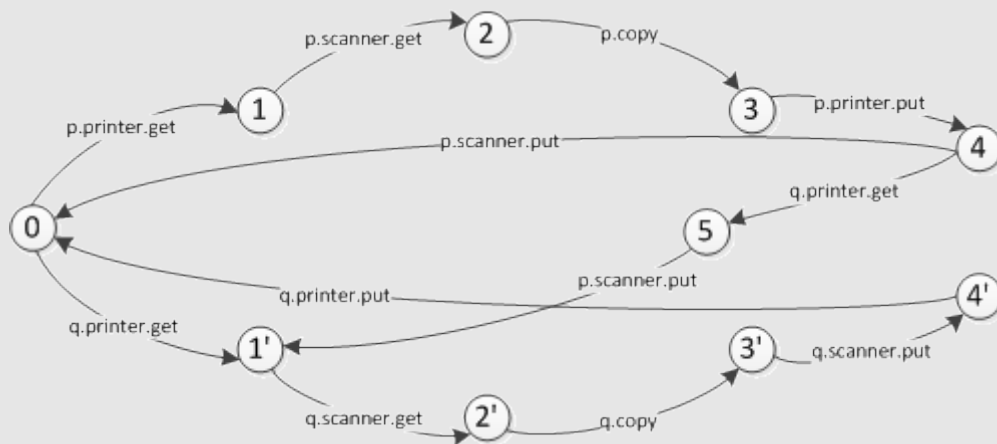 2
p.scanner.get
p.copy
1
3
p.printer.put
p.printer.get
p.scanner.put
4
q.printer.get
0
5
p.scanner.put
q.printer.put
4'
q.printer.get
1'
3'
q.scanner.put
q.scanner.get
2'
q.copy